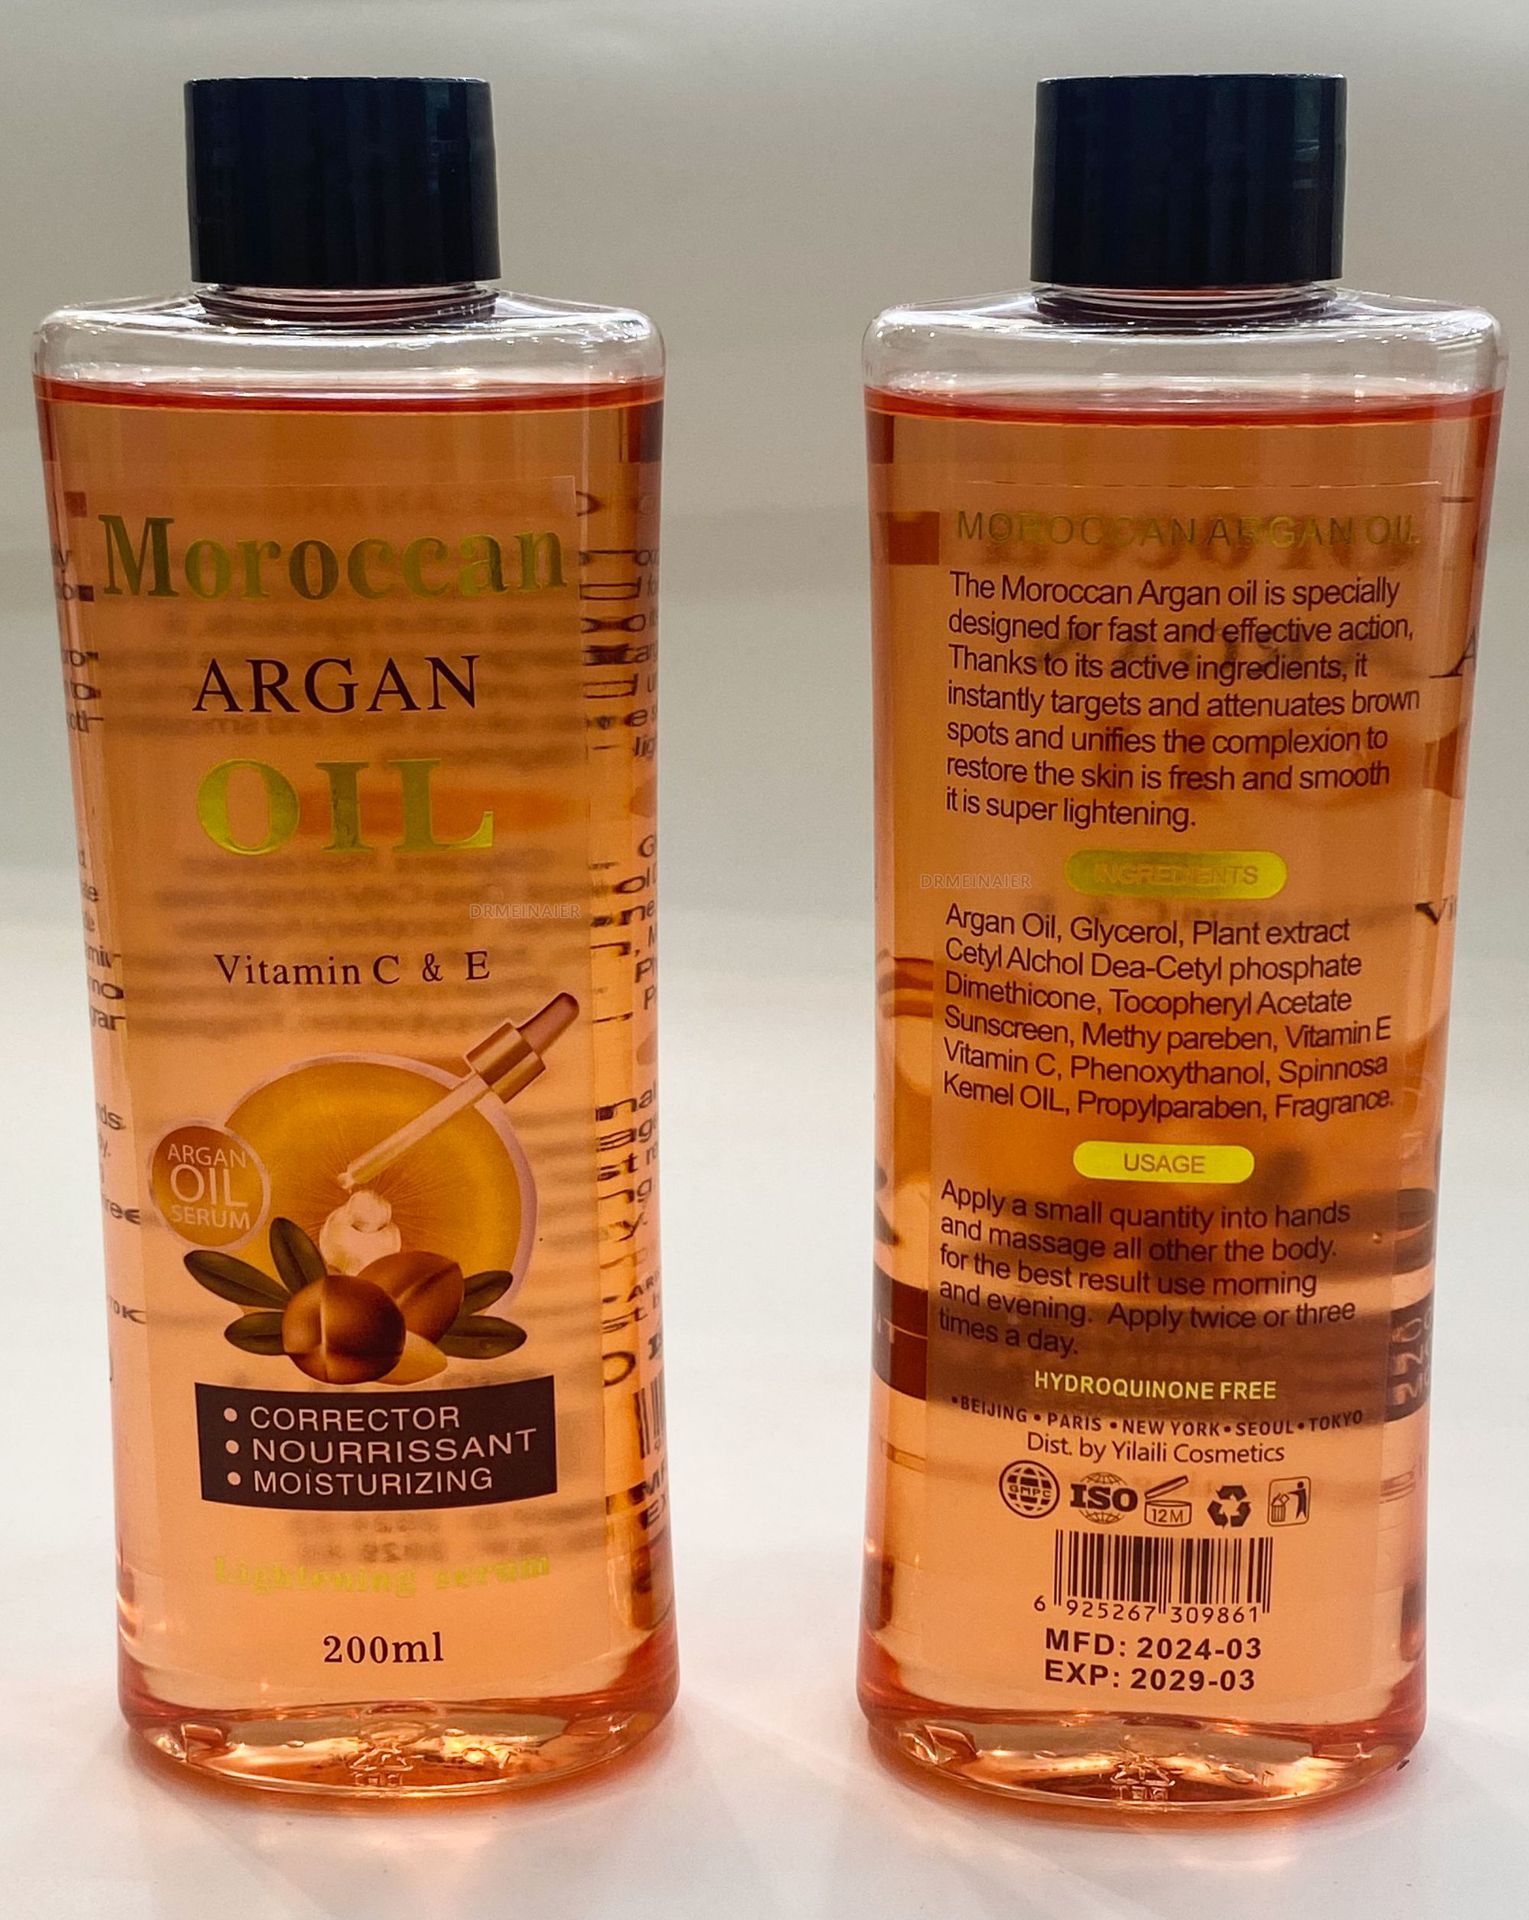 Moroccan
ARGAN
OIL
DRMEINAIER
Vitamin C & E
ARGAN
OIL
SERUM
• CORRECTOR
• NOURRISSANT
• MOISTURIZING
Lightening serum
200ml
MOROCCAN ARGAN OIL
The Moroccan Argan oil is specially
designed for fast and effective action,
Thanks to its active ingredients, it
instantly targets and attenuates brown
spots and unifies the complexion to
restore the skin is fresh and smooth
it is super lightening.
DRMEINAIER
INGREDIENTS
Argan Oil, Glycerol, Plant extract
Cetyl Alchol Dea-Cetyl phosphate
Dimethicone, Tocopheryl Acetate
Sunscreen, Methy pareben, Vitamin E
Vitamin C, Phenoxythanol, Spinnosa
Kernel OIL, Propylparaben, Fragrance.
USAGE
Apply a small quantity into hands
and massage all other the body.
for the best result use morning
and evening. Apply twice or three
times a day.
HYDROQUINONE FREE
•BEIJING • PARIS • NEW YORK • SEOUL • TOKYO
Dist. by Yilaili Cosmetics
GMPC ISO 12M
6 925267 309861
MFD: 2024-03
EXP: 2029-03